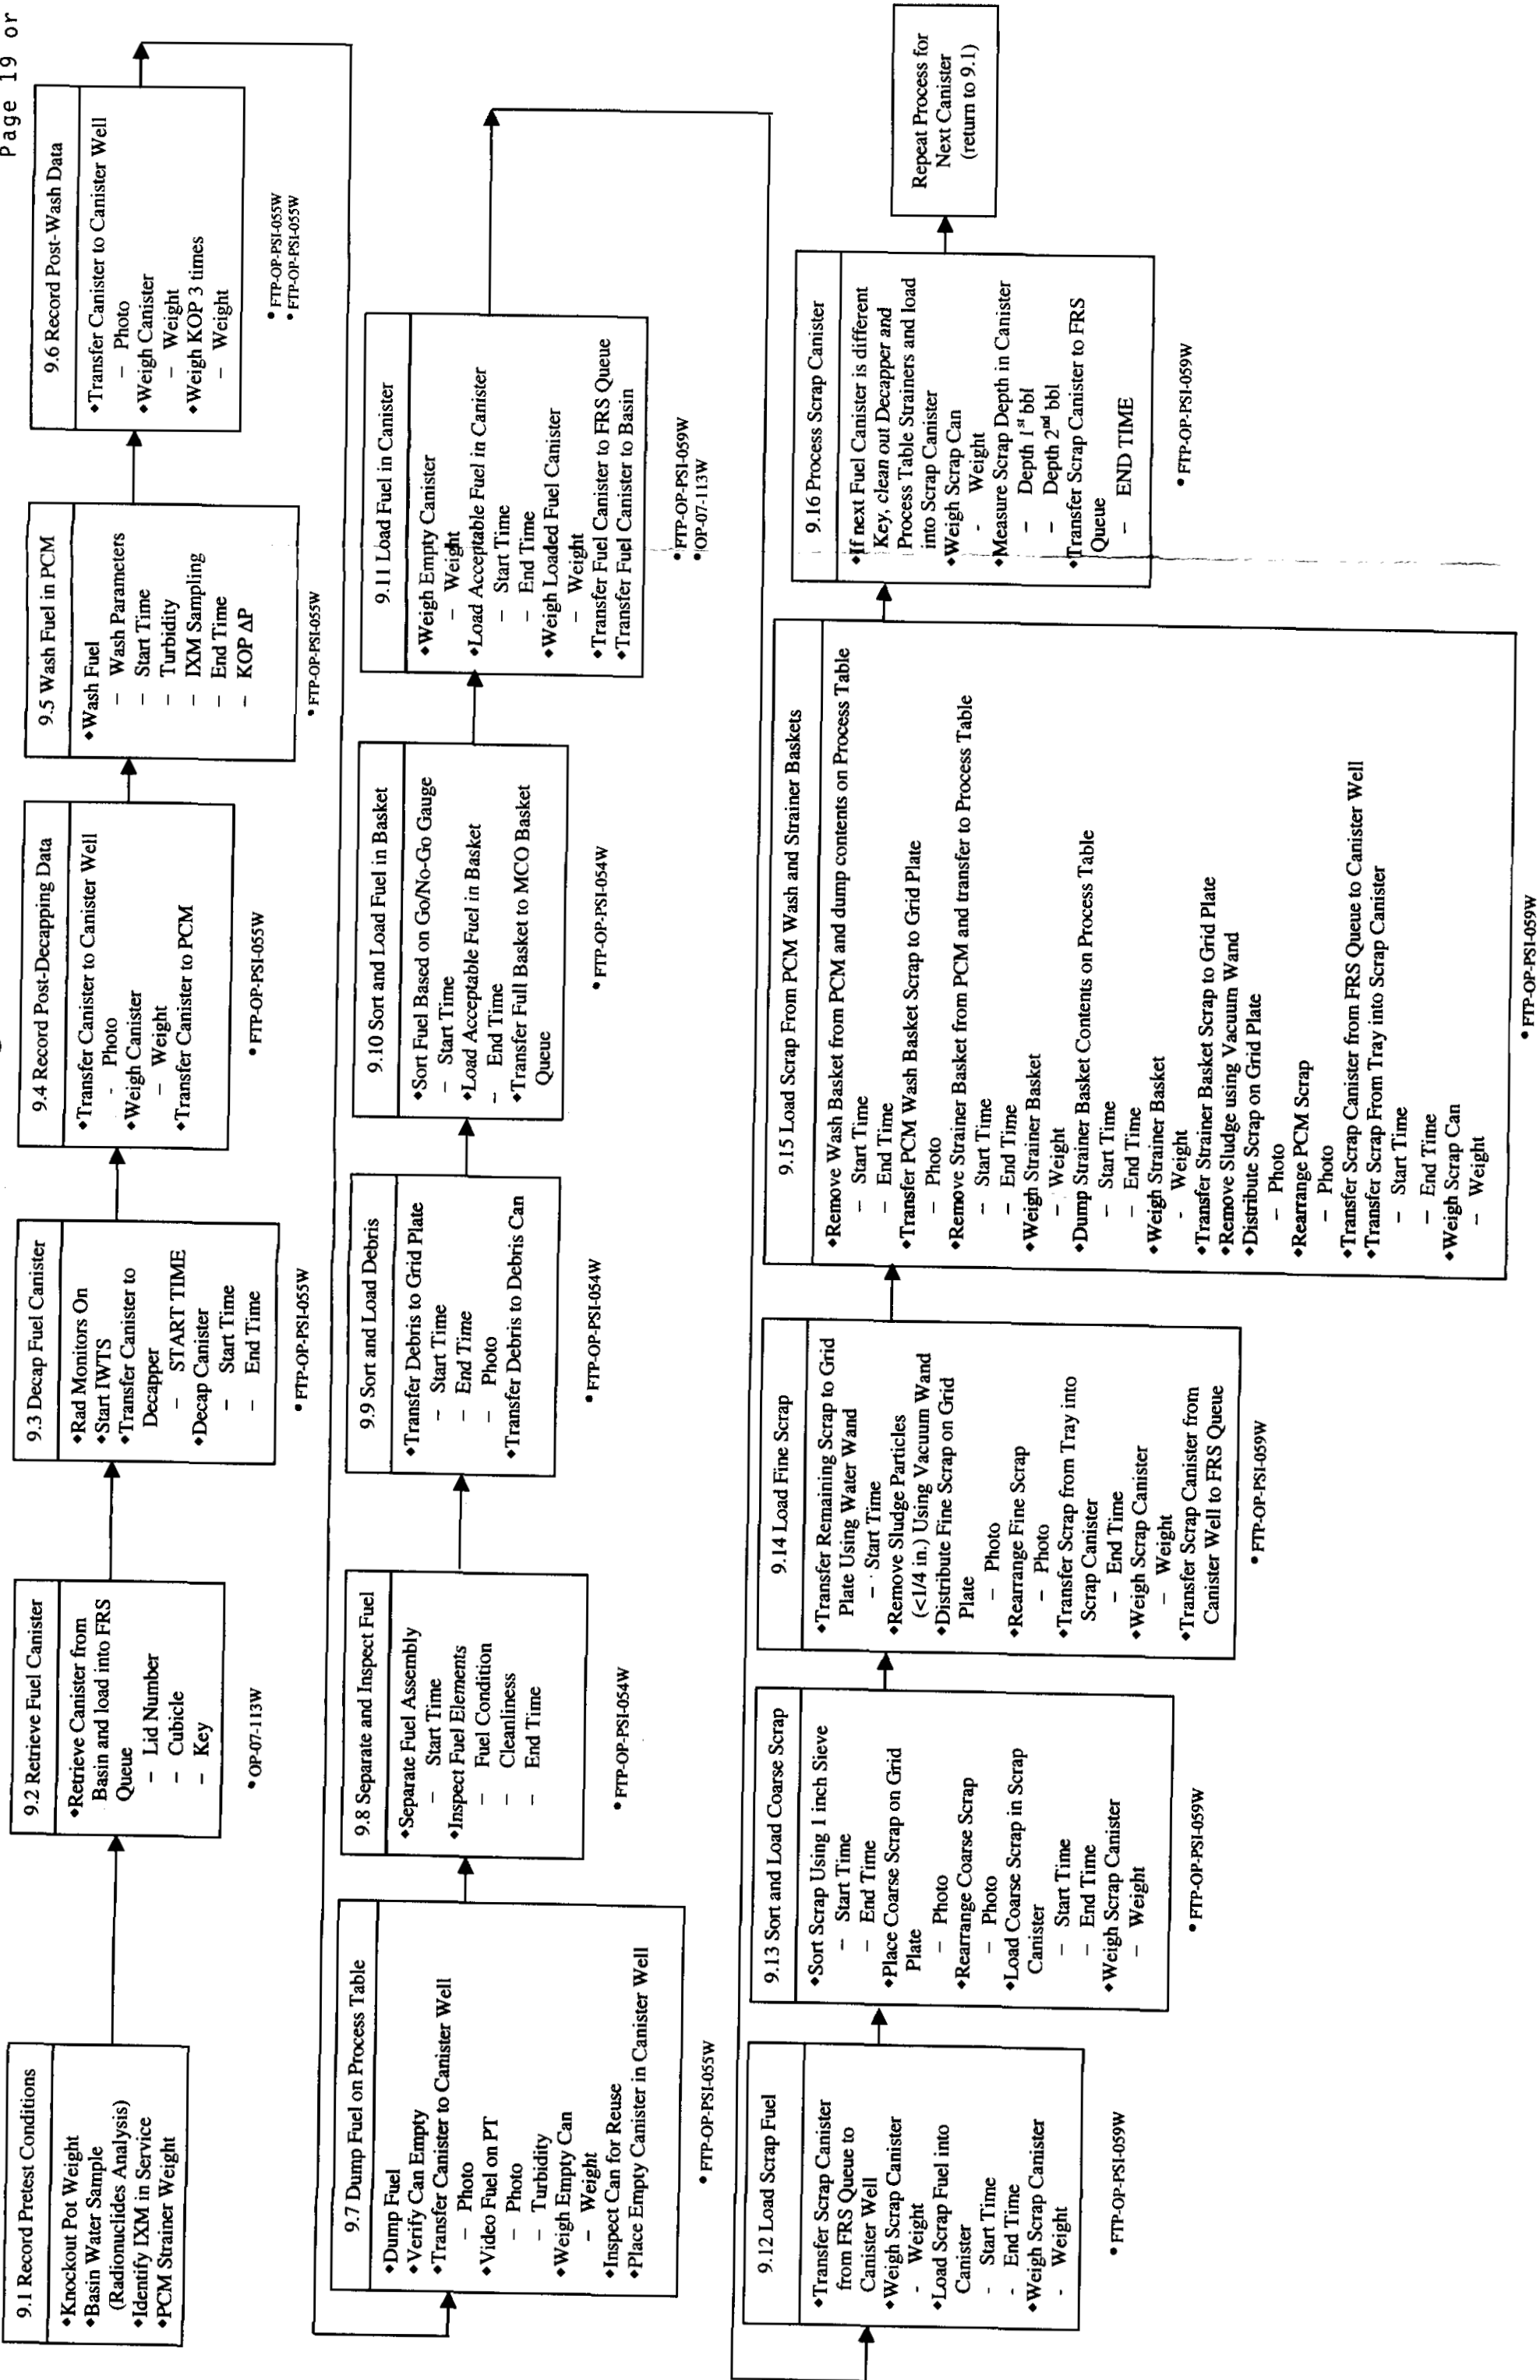 Page 19 or
9.1 Record Pretest Conditions
♦Knockout Pot Weight
♦Basin Water Sample
(Radionuclides Analysis)
♦Identify IXM in Service
♦PCM Strainer Weight
9.2 Retrieve Fuel Canister
♦Retrieve Canister from
Basin and load into FRS
Queue
– Lid Number
– Cubicle
– Key
• OP-07-113W
9.3 Decap Fuel Canister
♦Rad Monitors On
♦Start IWTS
♦Transfer Canister to
Decapper
– START TIME
♦Decap Canister
– Start Time
– End Time
• FTP-OP-PSI-055W
9.4 Record Post-Decapping Data
♦Transfer Canister to Canister Well
- Photo
♦Weigh Canister
– Weight
♦Transfer Canister to PCM
• FTP-OP-PSI-055W
9.5 Wash Fuel in PCM
♦Wash Fuel
– Wash Parameters
– Start Time
– Turbidity
– IXM Sampling
– End Time
– KOP ΔP
• FTP-OP-PSI-055W
9.6 Record Post-Wash Data
♦Transfer Canister to Canister Well
– Photo
♦Weigh Canister
– Weight
♦Weigh KOP 3 times
– Weight
• FTP-OP-PSI-055W
• FTP-OP-PSI-055W
9.7 Dump Fuel on Process Table
♦Dump Fuel
♦Verify Can Empty
♦Transfer Canister to Canister Well
– Photo
♦Video Fuel on PT
– Photo
– Turbidity
♦Weigh Empty Can
– Weight
♦Inspect Can for Reuse
♦Place Empty Canister in Canister Well
• FTP-OP-PSI-055W
9.8 Separate and Inspect Fuel
♦Separate Fuel Assembly
– Start Time
♦Inspect Fuel Elements
– Fuel Condition
– Cleanliness
– End Time
• FTP-OP-PSI-054W
9.9 Sort and Load Debris
♦Transfer Debris to Grid Plate
– Start Time
– End Time
– Photo
♦Transfer Debris to Debris Can
• FTP-OP-PSI-054W
9.10 Sort and Load Fuel in Basket
♦Sort Fuel Based on Go/No-Go Gauge
– Start Time
♦Load Acceptable Fuel in Basket
– End Time
♦Transfer Full Basket to MCO Basket
Queue
• FTP-OP-PSI-054W
9.11 Load Fuel in Canister
♦Weigh Empty Canister
– Weight
♦Load Acceptable Fuel in Canister
– Start Time
– End Time
♦Weigh Loaded Fuel Canister
– Weight
♦Transfer Fuel Canister to FRS Queue
♦Transfer Fuel Canister to Basin
• FTP-OP-PSI-059W
• OP-07-113W
9.12 Load Scrap Fuel
♦Transfer Scrap Canister
from FRS Queue to
Canister Well
♦Weigh Scrap Canister
- Weight
♦Load Scrap Fuel into
Canister
- Start Time
- End Time
♦Weigh Scrap Canister
- Weight
• FTP-OP-PSI-059W
9.13 Sort and Load Coarse Scrap
♦Sort Scrap Using 1 inch Sieve
– Start Time
– End Time
♦Place Coarse Scrap on Grid
Plate
– Photo
♦Rearrange Coarse Scrap
– Photo
♦Load Coarse Scrap in Scrap
Canister
– Start Time
– End Time
♦Weigh Scrap Canister
– Weight
• FTP-OP-PSI-059W
9.14 Load Fine Scrap
♦Transfer Remaining Scrap to Grid
Plate Using Water Wand
– Start Time
♦Remove Sludge Particles
(<1/4 in.) Using Vacuum Wand
♦Distribute Fine Scrap on Grid
Plate
– Photo
♦Rearrange Fine Scrap
– Photo
♦Transfer Scrap from Tray into
Scrap Canister
– End Time
♦Weigh Scrap Canister
– Weight
♦Transfer Scrap Canister from
Canister Well to FRS Queue
• FTP-OP-PSI-059W
9.15 Load Scrap From PCM Wash and Strainer Baskets
♦Remove Wash Basket from PCM and dump contents on Process Table
– Start Time
– End Time
♦Transfer PCM Wash Basket Scrap to Grid Plate
– Photo
♦Remove Strainer Basket from PCM and transfer to Process Table
– Start Time
– End Time
♦Weigh Strainer Basket
– Weight
♦Dump Strainer Basket Contents on Process Table
– Start Time
– End Time
♦Weigh Strainer Basket
- Weight
♦Transfer Strainer Basket Scrap to Grid Plate
♦Remove Sludge using Vacuum Wand
♦Distribute Scrap on Grid Plate
– Photo
♦Rearrange PCM Scrap
– Photo
♦Transfer Scrap Canister from FRS Queue to Canister Well
♦Transfer Scrap From Tray into Scrap Canister
– Start Time
– End Time
♦Weigh Scrap Can
– Weight
• FTP-OP-PSI-059W
9.16 Process Scrap Canister
♦If next Fuel Canister is different
Key, clean out Decapper and
Process Table Strainers and load
into Scrap Canister
♦Weigh Scrap Can
- Weight
♦Measure Scrap Depth in Canister
– Depth 1st bbl
– Depth 2nd bbl
♦Transfer Scrap Canister to FRS
Queue
– END TIME
• FTP-OP-PSI-059W
Repeat Process for
Next Canister
(return to 9.1)